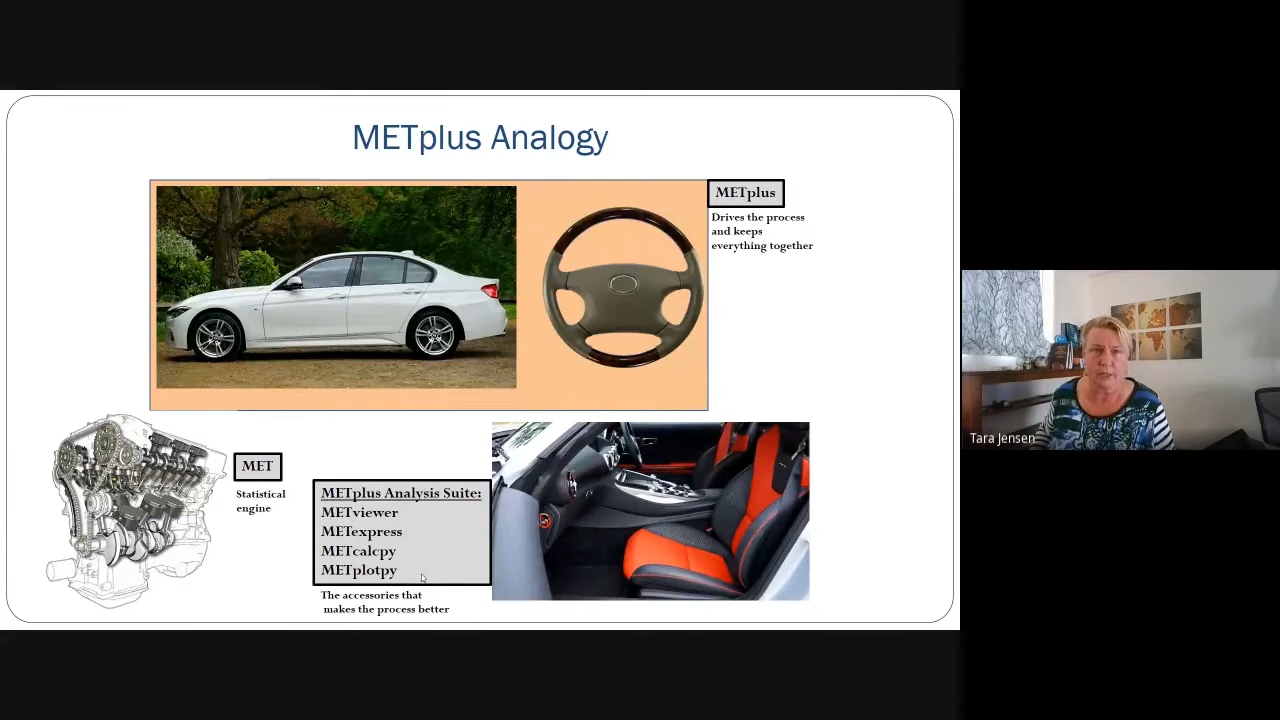 METplus Analogy
METplus
Drives the process
and keeps
everything together
MET
Statistical
engine
METplus Analysis Suite:
METviewer
METexpress
METcalcpy
METplotpy
The accessories that
makes the process better
Tara Jensen